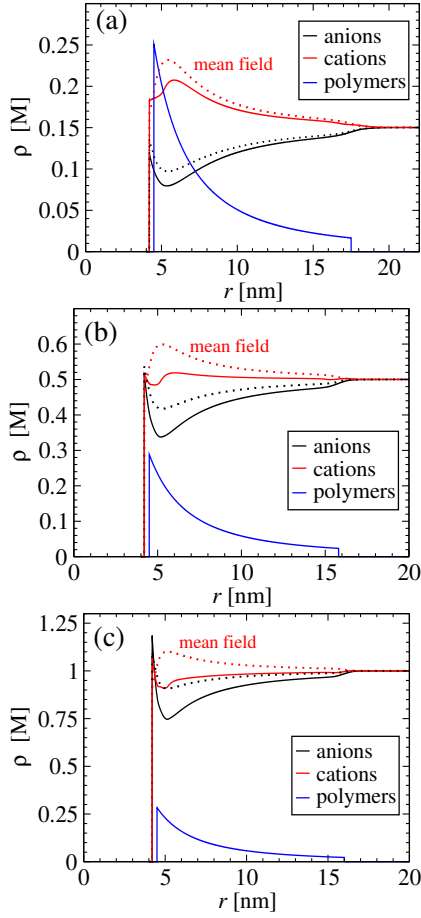 (a)
mean field
anions
cations
polymers
ρ [M]
0.25
0.2
0.15
0.1
0.05
0
0 5 10 15 20
r [nm]
(b)
mean field
anions
cations
polymers
ρ [M]
0.6
0.5
0.4
0.3
0.2
0.1
0
0 5 10 15 20
r [nm]
(c)
mean field
anions
cations
polymers
ρ [M]
1.25
1
0.75
0.5
0.25
0
0 5 10 15 20
r [nm]